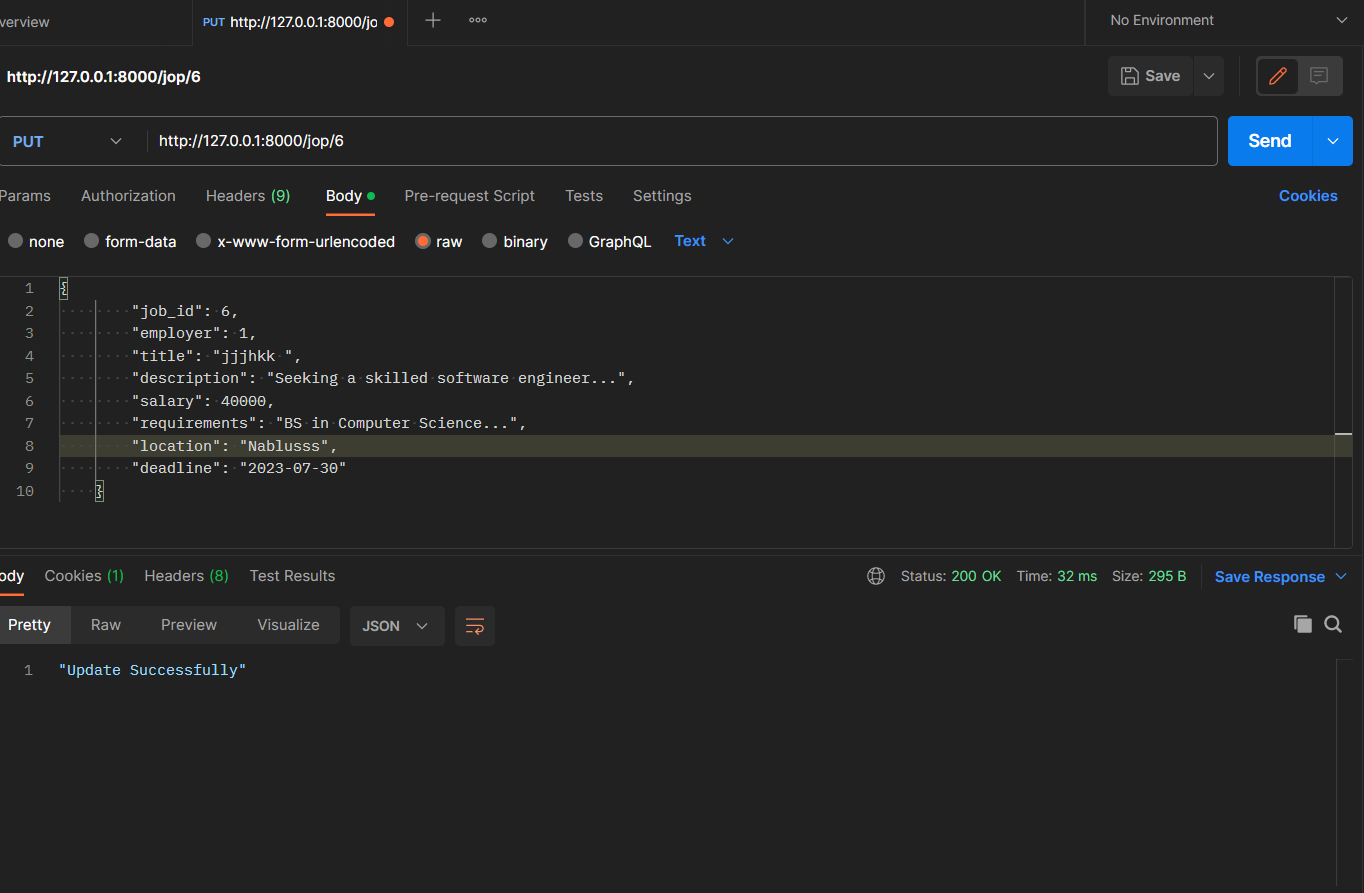 verview
PUT http://127.0.0.1:8000/jo
No Environment
http://127.0.0.1:8000/jop/6
Save
PUT http://127.0.0.1:8000/jop/6
Send
Params Authorization Headers (9) Body Pre-request Script Tests Settings Cookies
none form-data x-www-form-urlencoded raw binary GraphQL Text
1 {
2 "job_id": 6,
3 "employer": 1,
4 "title": "jjjhkk ",
5 "description": "Seeking a skilled software engineer...",
6 "salary": 40000,
7 "requirements": "BS in Computer Science...",
8 "location": "Nablusss",
9 "deadline": "2023-07-30"
10 }
ody Cookies (1) Headers (8) Test Results Status: 200 OK Time: 32 ms Size: 295 B Save Response
Pretty Raw Preview Visualize JSON
1 "Update Successfully"